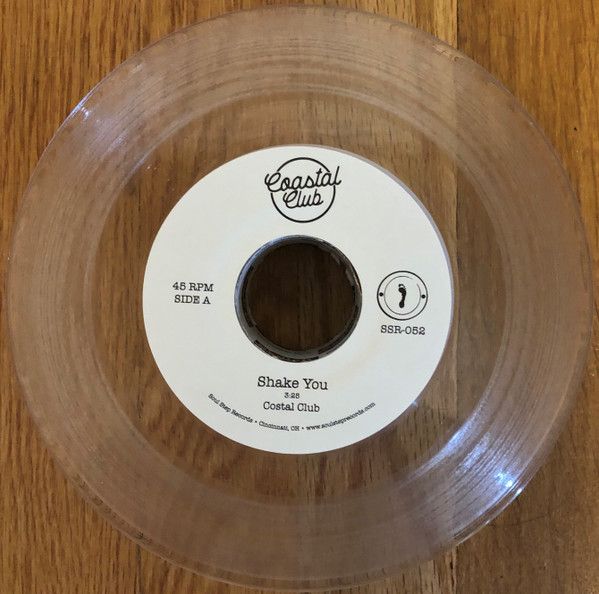 Coastal
Club
45 RPM
SIDE A
SSR-052
Shake You
3:25
Costal Club
Soul Step Records • Cincinnati, OH • www.soulsteprecords.com